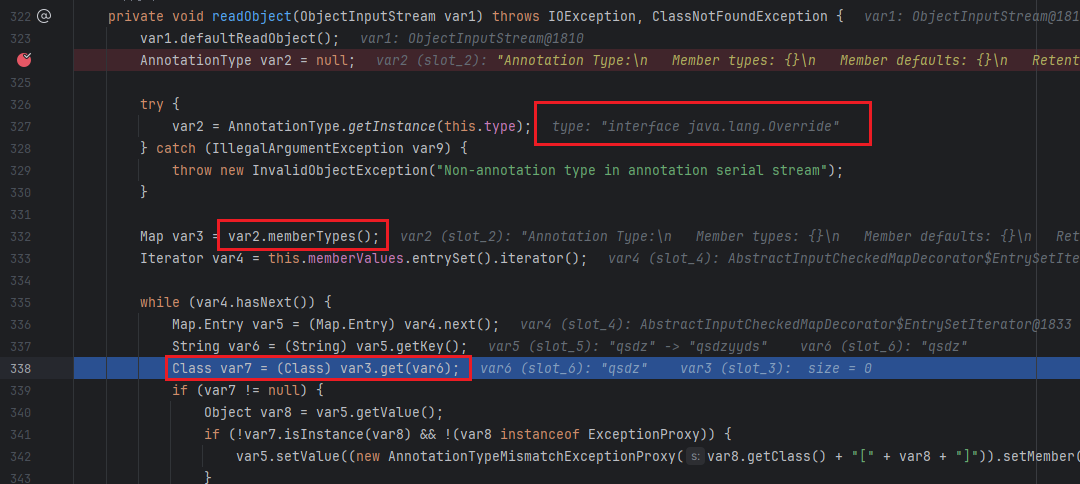 322 @ private void readObject(ObjectInputStream var1) throws IOException, ClassNotFoundException { var1: ObjectInputStream@181
323 var1.defaultReadObject(); var1: ObjectInputStream@1810
AnnotationType var2 = null; var2 (slot_2): "Annotation Type:\n Member types: {}\n Member defaults: {}\n Retent
325
326 try {
327 var2 = AnnotationType.getInstance(this.type); type: "interface java.lang.Override"
328 } catch (IllegalArgumentException var9) {
329 throw new InvalidObjectException("Non-annotation type in annotation serial stream");
330 }
331
332 Map var3 = var2.memberTypes(); var2 (slot_2): "Annotation Type:\n Member types: {}\n Member defaults: {}\n Ret
333 Iterator var4 = this.memberValues.entrySet().iterator(); var4 (slot_4): AbstractInputCheckedMapDecorator$EntrySetIte
334
335 while (var4.hasNext()) {
336 Map.Entry var5 = (Map.Entry) var4.next(); var4 (slot_4): AbstractInputCheckedMapDecorator$EntrySetIterator@1833
337 String var6 = (String) var5.getKey(); var5 (slot_5): "qsdz" -> "qsdzyyds" var6 (slot_6): "qsdz"
338 Class var7 = (Class) var3.get(var6); var6 (slot_6): "qsdz" var3 (slot_3): size = 0
339 if (var7 != null) {
340 Object var8 = var5.getValue();
341 if (!var7.isInstance(var8) && !(var8 instanceof ExceptionProxy)) {
342 var5.setValue((new AnnotationTypeMismatchExceptionProxy( s: var8.getClass() + "[" + var8 + "]")).setMember(
343 }